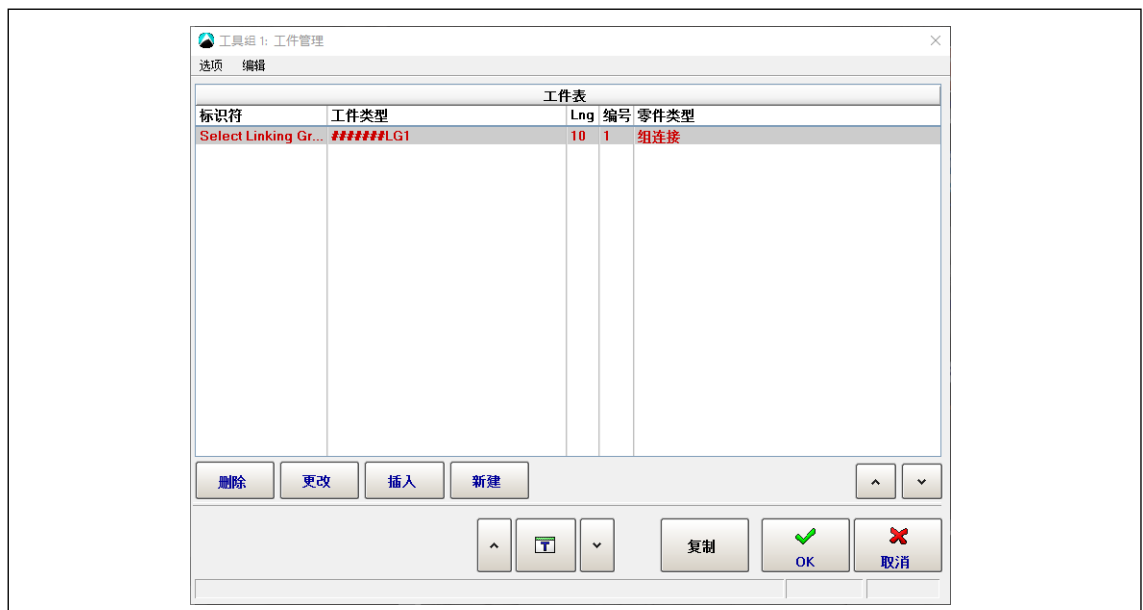 工具组 1: 工件管理
选项 编辑
工件表
标识符 工件类型 Lng 编号 零件类型
Select Linking Gr... #######LG1 10 1 组连接
删除 更改 插入 新建
T 复制 OK 取消